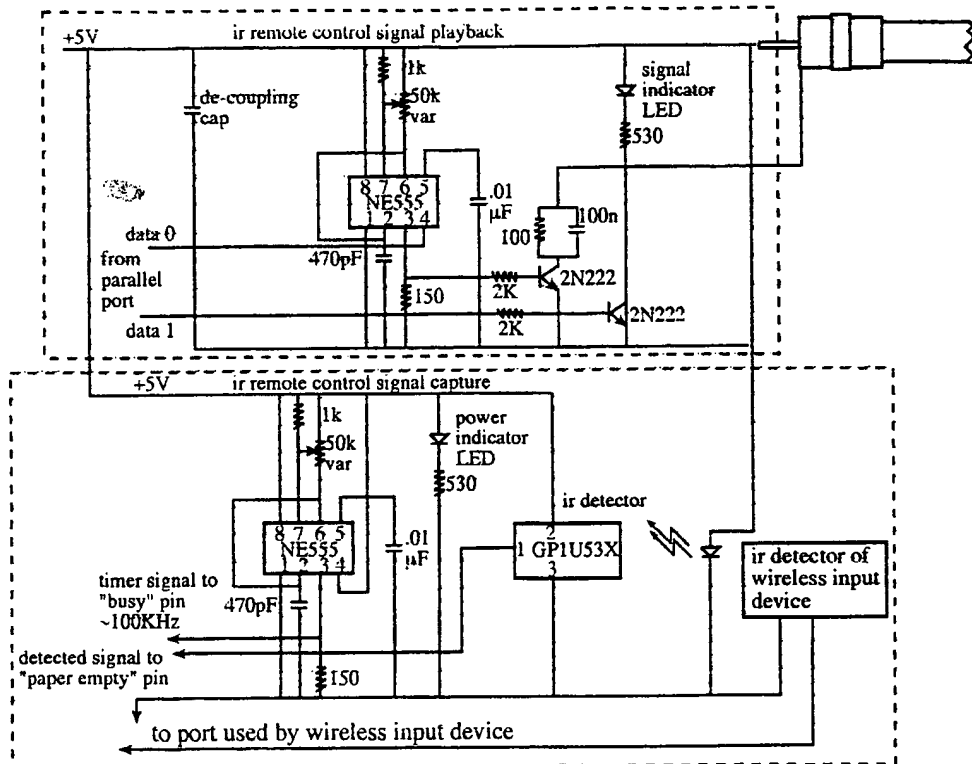 +5V
ir remote control signal playback
1k
50k
var
de-coupling
cap
signal
indicator
LED
530
8 7 6 5
NE555
1 2 3 4
.01
µF
100
100n
data 0
from
parallel
port
data 1
470pF
150
2K
2N222
2K
2N222
+5V
ir remote control signal capture
1k
50k
var
power
indicator
LED
530
8 7 6 5
NE555
1 2 3 4
.01
µF
ir detector
2
1 GP1U53X
3
ir detector of
wireless input
device
timer signal to
"busy" pin
~100KHz
470pF
detected signal to
"paper empty" pin
150
to port used by wireless input device